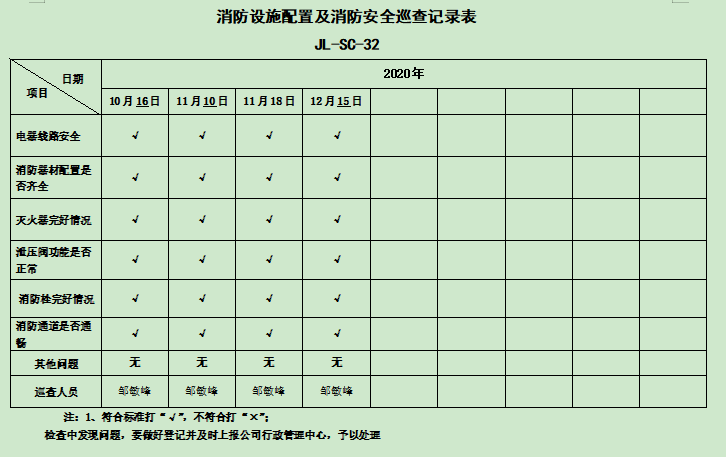 消防设施配置及消防安全巡查记录表
JL-SC-32
日期
项目
2020年
10月16日 11月10日 11月18日 12月15日
电器线路安全 √ √ √ √
消防器材配置是否齐全 √ √ √ √
灭火器完好情况 √ √ √ √
泄压阀功能是否正常 √ √ √ √
消防栓完好情况 √ √ √ √
消防通道是否通畅 √ √ √ √
其他问题 无 无 无 无
巡查人员 邹敏峰 邹敏峰 邹敏峰 邹敏峰
注：1、符合标准打“√”，不符合打“×”；
检查中发现问题，要做好登记并及时上报公司行政管理中心，予以处理